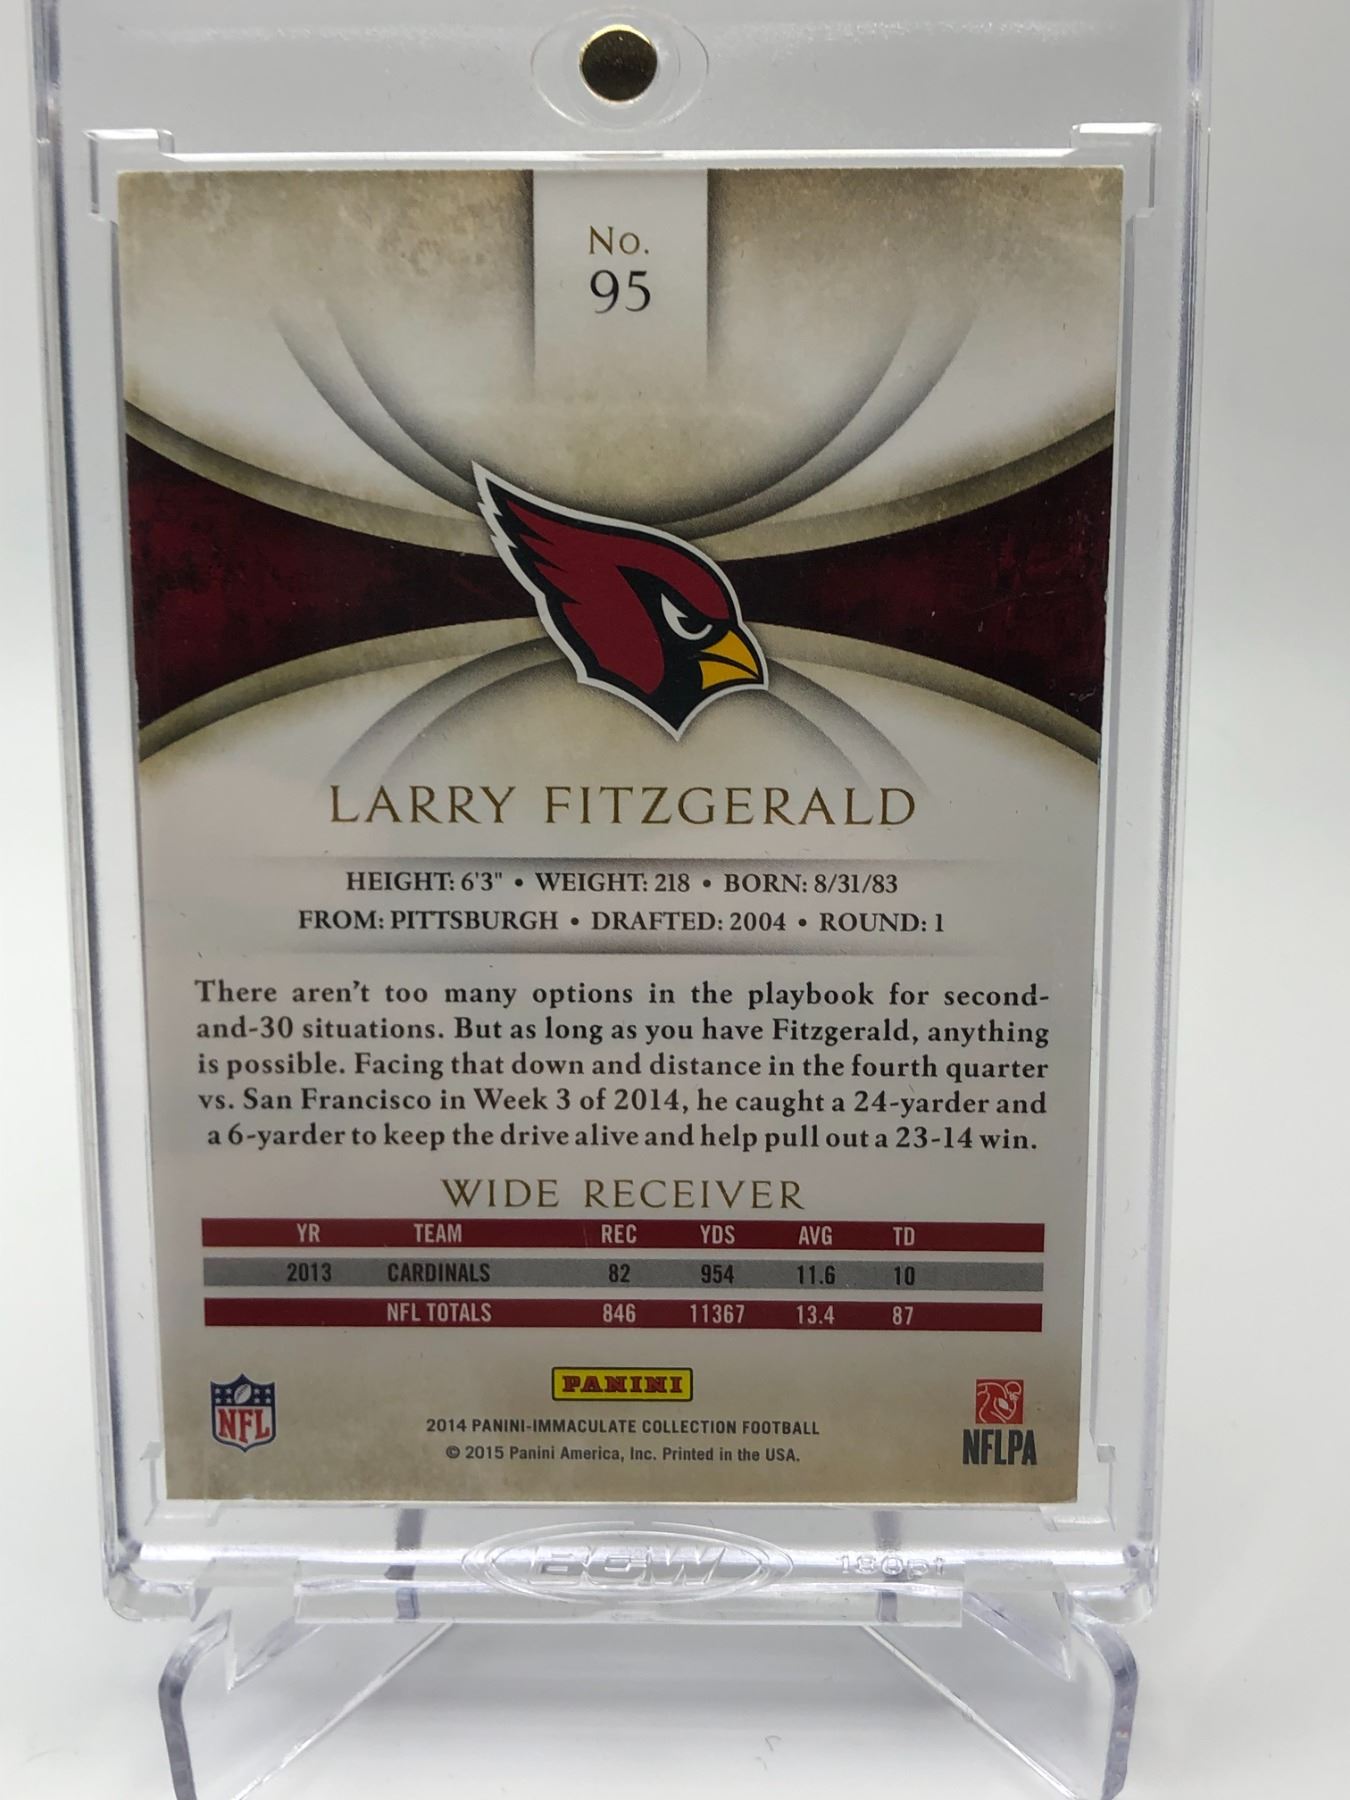 No.
95
LARRY FITZGERALD
HEIGHT: 6'3" • WEIGHT: 218 • BORN: 8/31/83
FROM: PITTSBURGH • DRAFTED: 2004 • ROUND: 1
There aren't too many options in the playbook for second-
and-30 situations. But as long as you have Fitzgerald, anything
is possible. Facing that down and distance in the fourth quarter
vs. San Francisco in Week 3 of 2014, he caught a 24-yarder and
a 6-yarder to keep the drive alive and help pull out a 23-14 win.
WIDE RECEIVER
YR TEAM REC YDS AVG TD
2013 CARDINALS 82 954 11.6 10
NFL TOTALS 846 11367 13.4 87
NFL
PANINI
2014 PANINI-IMMACULATE COLLECTION FOOTBALL
© 2015 Panini America, Inc. Printed in the USA.
NFLPA
BCW 180pt